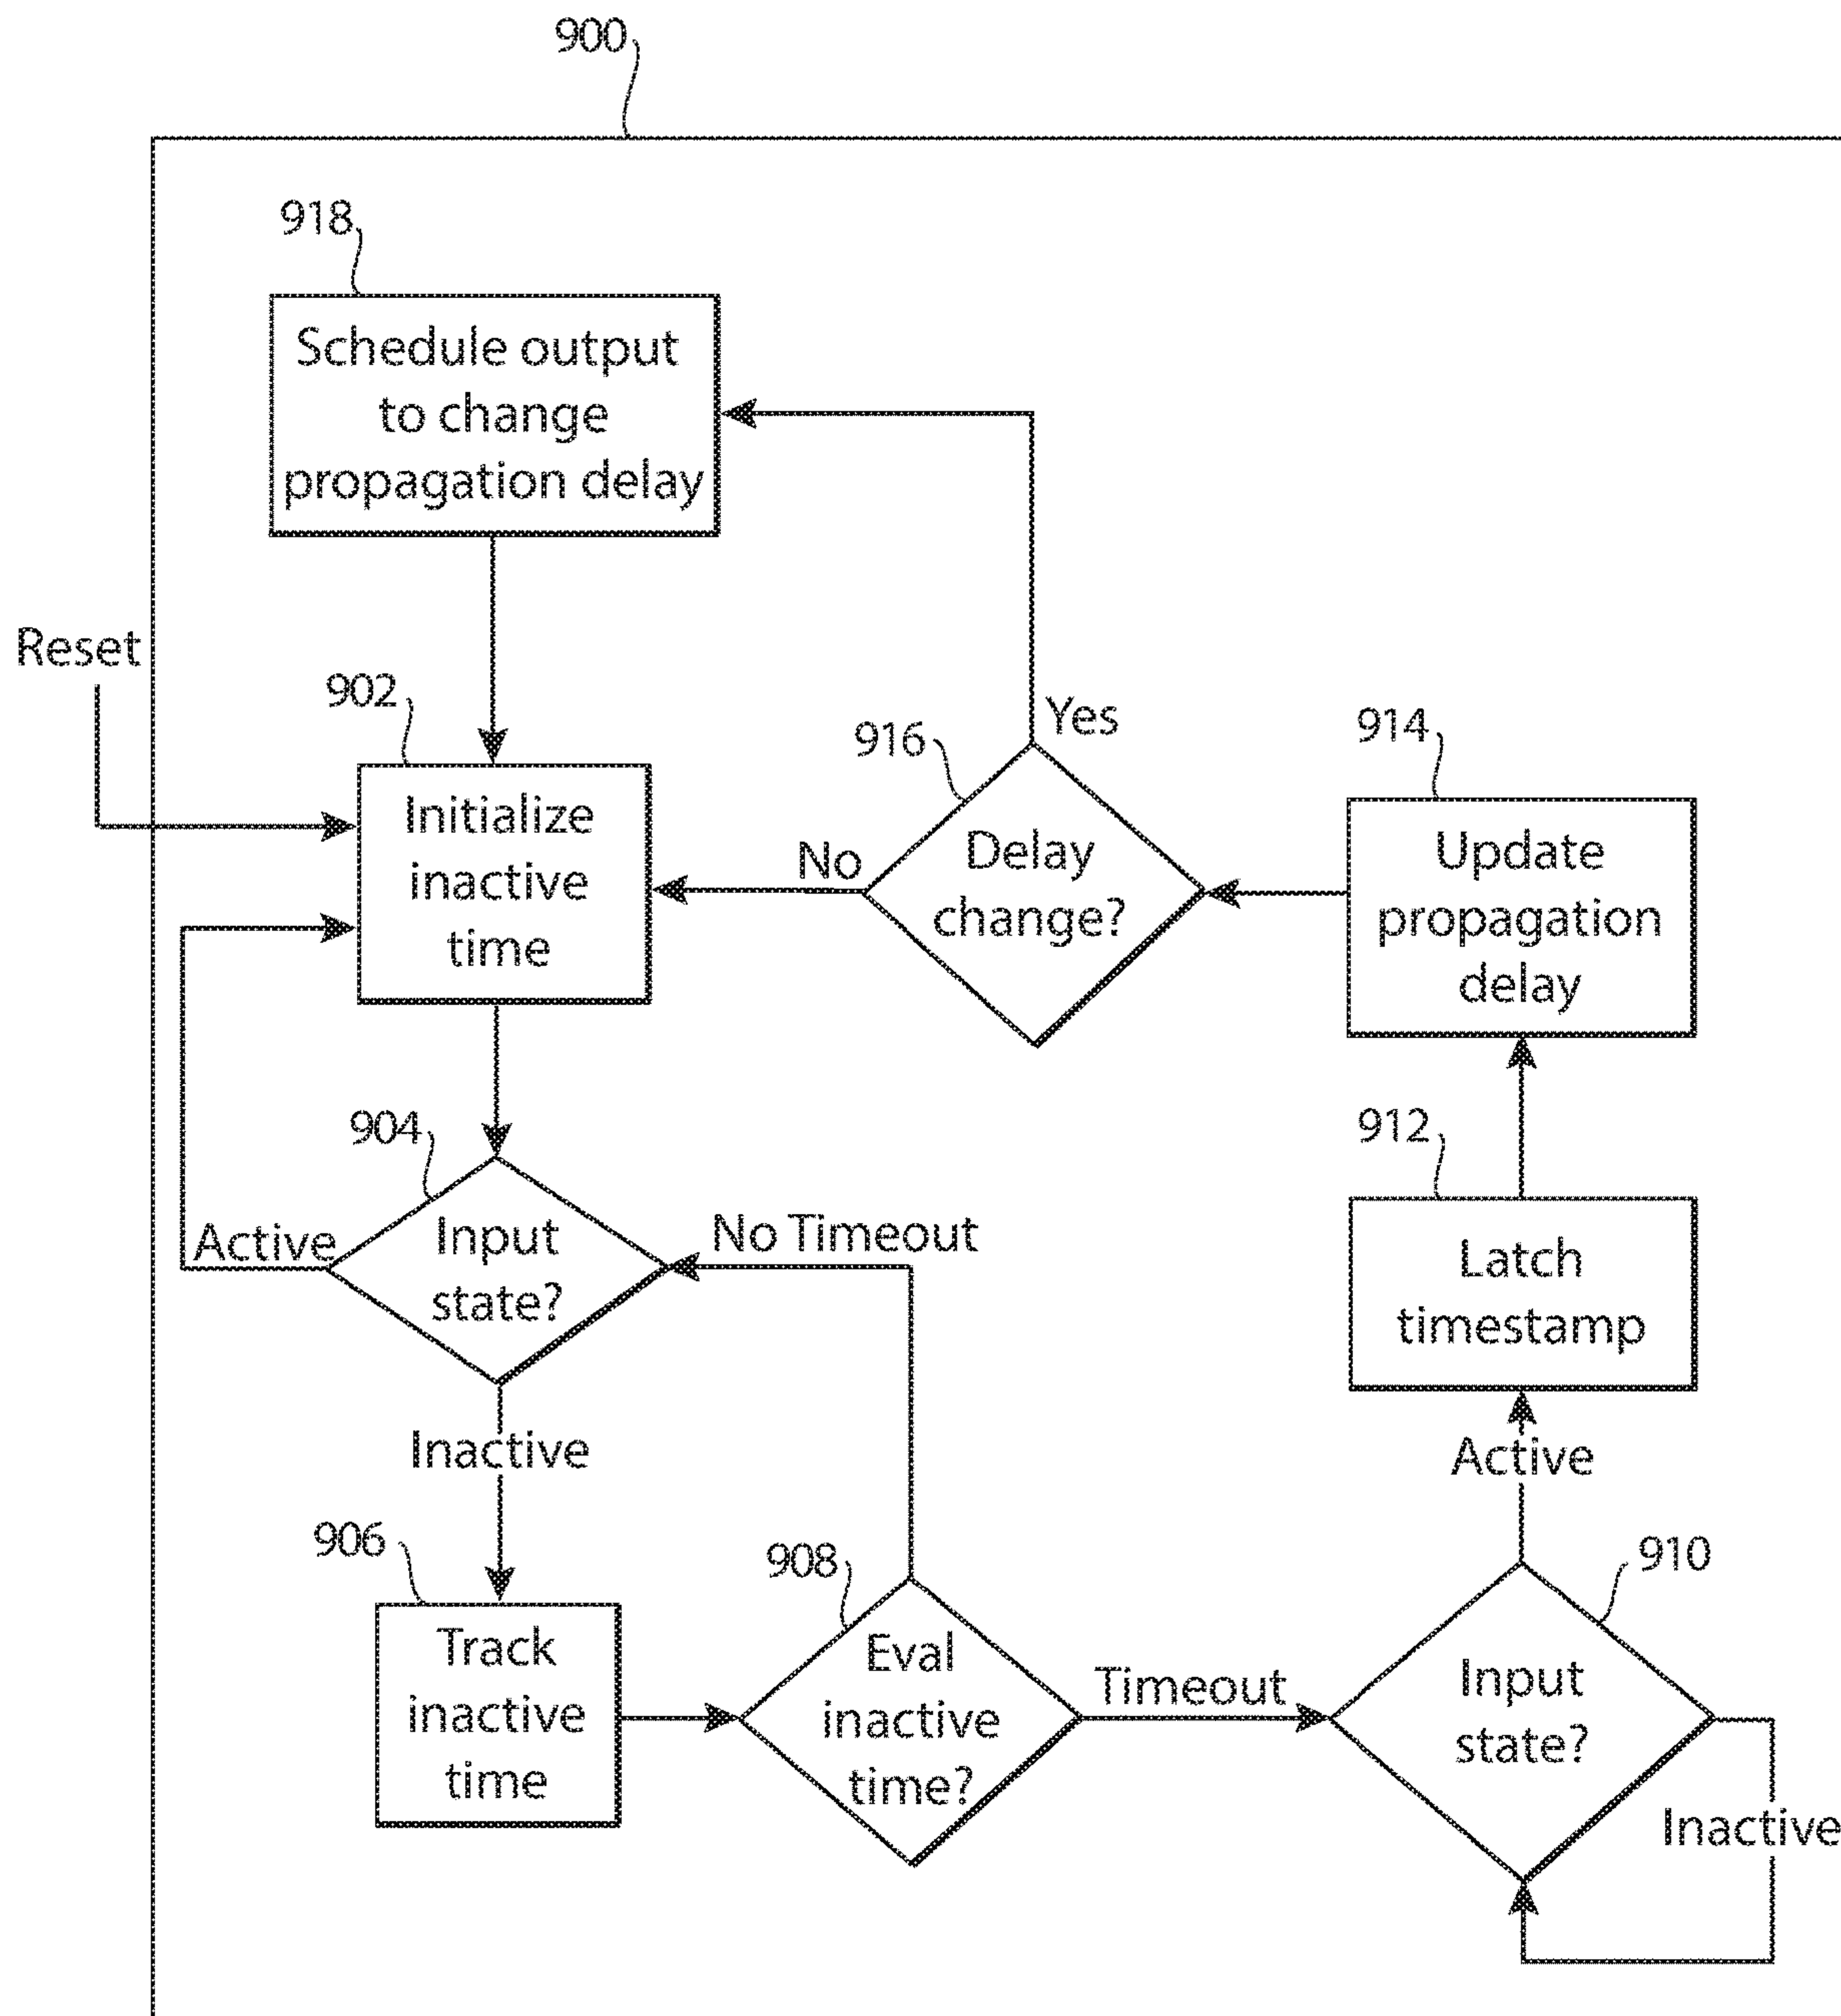 900
918
Schedule output
to change
propagation delay
Reset
902
Initialize
inactive
time
916
Yes
No
Delay
change?
914
Update
propagation
delay
904
Active
Input
state?
No Timeout
912
Latch
timestamp
Inactive
Active
906
Track
inactive
time
908
Eval
inactive
time?
Timeout
910
Input
state?
Inactive